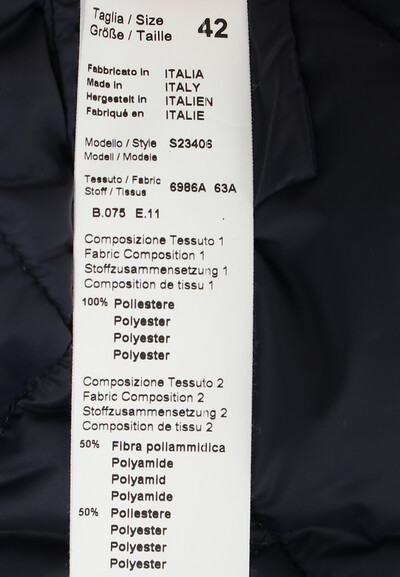 Taglia / Size
Größe / Taille 42
Fabbricato in ITALIA
Made in ITALY
Hergestelt in ITALIEN
Fabriqué en ITALIE
Modello / Style S23406
Modell / Modele
Tessuto / Fabric
Stoff / Tissus 6986A 63A
B.075 E.11
Composizione Tessuto 1
Fabric Composition 1
Stoffzusammensetzung 1
Composition de tissu 1
100% Poliestere
Polyester
Polyester
Polyester
Composizione Tessuto 2
Fabric Composition 2
Stoffzusammensetzung 2
Composition de tissu 2
50% Fibra poliammidica
Polyamide
Polyamid
Polyamide
50% Poliestere
Polyester
Polyester
Polyester